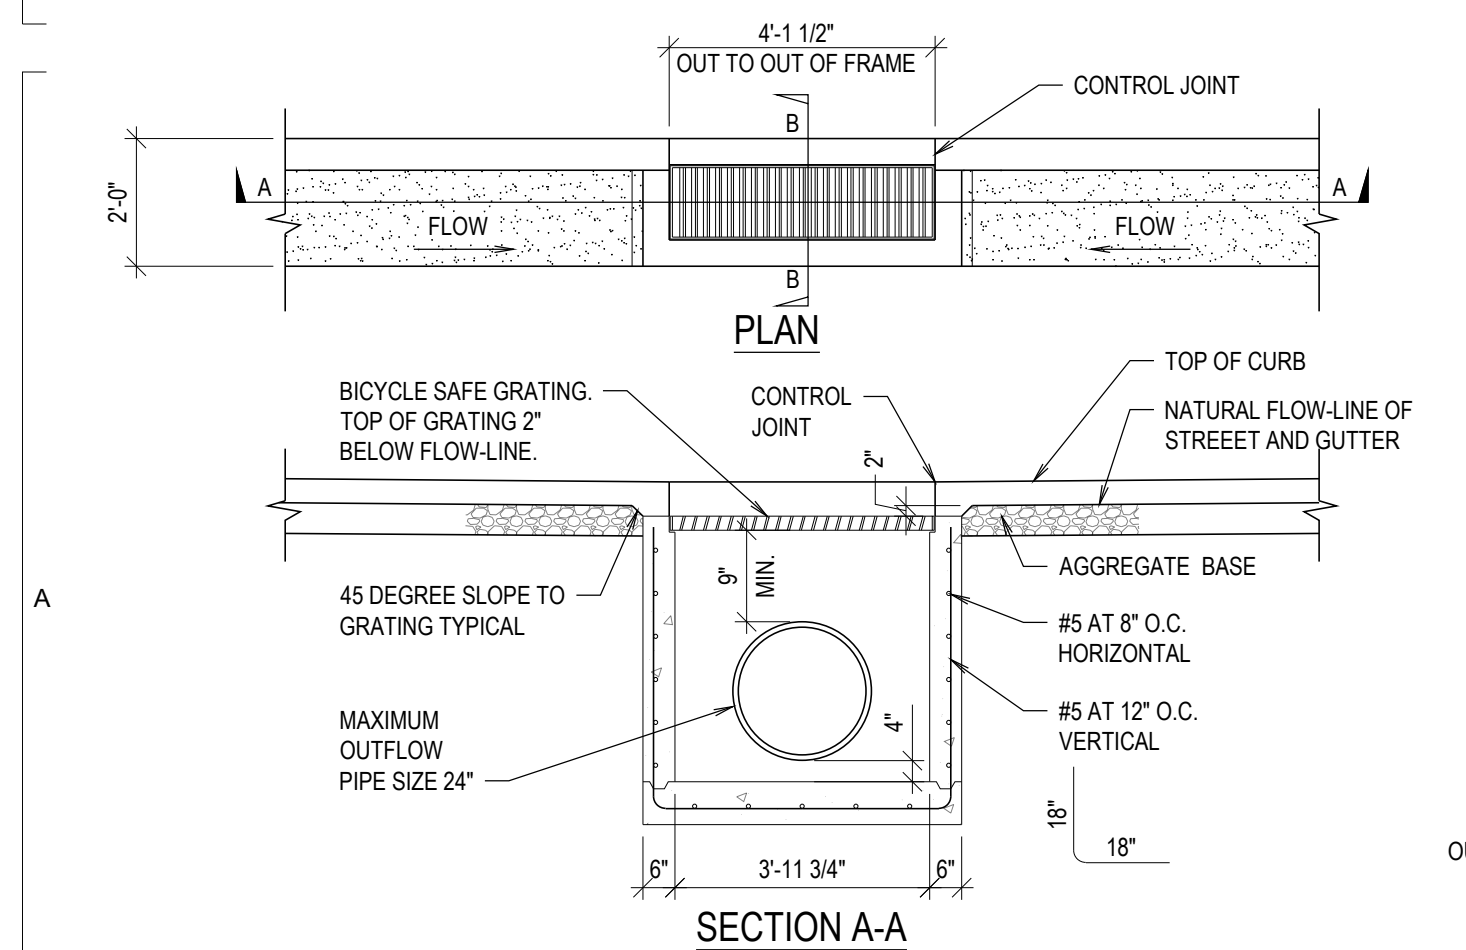 4'-1 1/2"
OUT TO OUT OF FRAME
CONTROL JOINT
B
2'-0"
A
A
FLOW
FLOW
B
PLAN
TOP OF CURB
BICYCLE SAFE GRATING.
TOP OF GRATING 2"
BELOW FLOW-LINE.
CONTROL
JOINT
NATURAL FLOW-LINE OF
STREEET AND GUTTER
2"
9"
MIN.
AGGREGATE BASE
A
45 DEGREE SLOPE TO
GRATING TYPICAL
#5 AT 8" O.C.
HORIZONTAL
MAXIMUM
OUTFLOW
PIPE SIZE 24"
4"
#5 AT 12" O.C.
VERTICAL
18"
18"
6"
3'-11 3/4"
6"
SECTION A-A